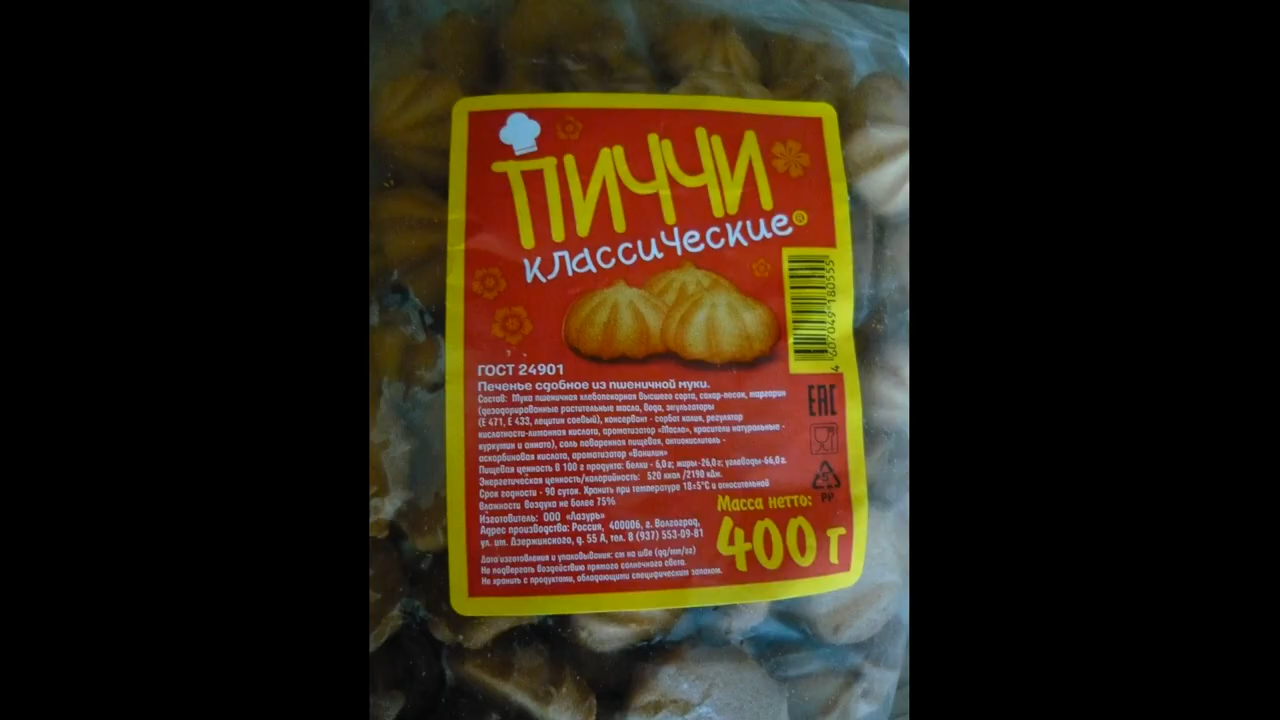 ПИЧЧИ
классические®
4 607049 180555
ГОСТ 24901
Печенье сдобное из пшеничной муки.
Состав: Мука пшеничная хлебопекарная высшего сорта, сахар-песок, маргарин
(дезодорированные растительные масла, вода, эмульгаторы
(Е 471, Е 433, лецитин соевый), консервант - сорбат калия, регулятор
кислотности-лимонная кислота, ароматизатор «Масло», красители натуральные -
куркумин и аннато), соль поваренная пищевая, антиокислитель -
аскорбиновая кислота, ароматизатор «Ванилин»
Пищевая ценность в 100 г продукта: белки - 6,0 г; жиры-26,0 г; углеводы-66,0 г.
Энергетическая ценность/калорийность: 520 ккал /2190 кДж.
Срок годности - 90 суток. Хранить при температуре 18±5°С и относительной
влажности воздуха не более 75%
Изготовитель: ООО «Лазурь»
Адрес производства: Россия, 400006, г. Волгоград,
ул. им. Дзержинского, д. 55 А, тел. 8 (937) 553-09-81
Дата изготовления и упаковывания: см на шве (дд/мм/гг)
Не подвергать воздействию прямого солнечного света.
Не хранить с продуктами, обладающими специфическим запахом.
ЕАС
5
PP
Масса нетто:
400 г